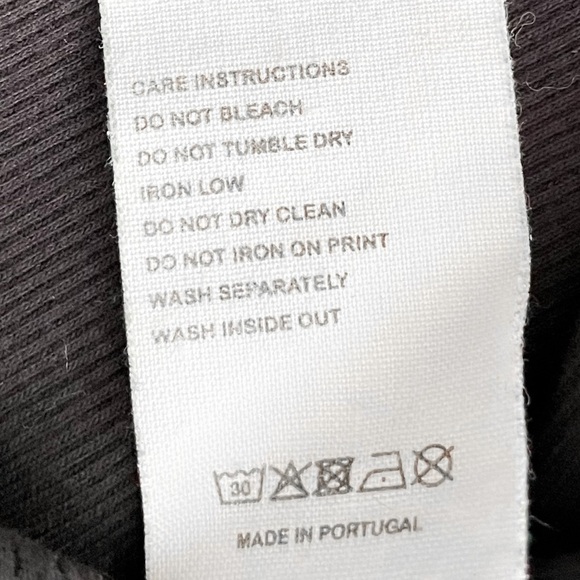 CARE INSTRUCTIONS
DO NOT BLEACH
DO NOT TUMBLE DRY
IRON LOW
DO NOT DRY CLEAN
DO NOT IRON ON PRINT
WASH SEPARATELY
WASH INSIDE OUT
30
MADE IN PORTUGAL